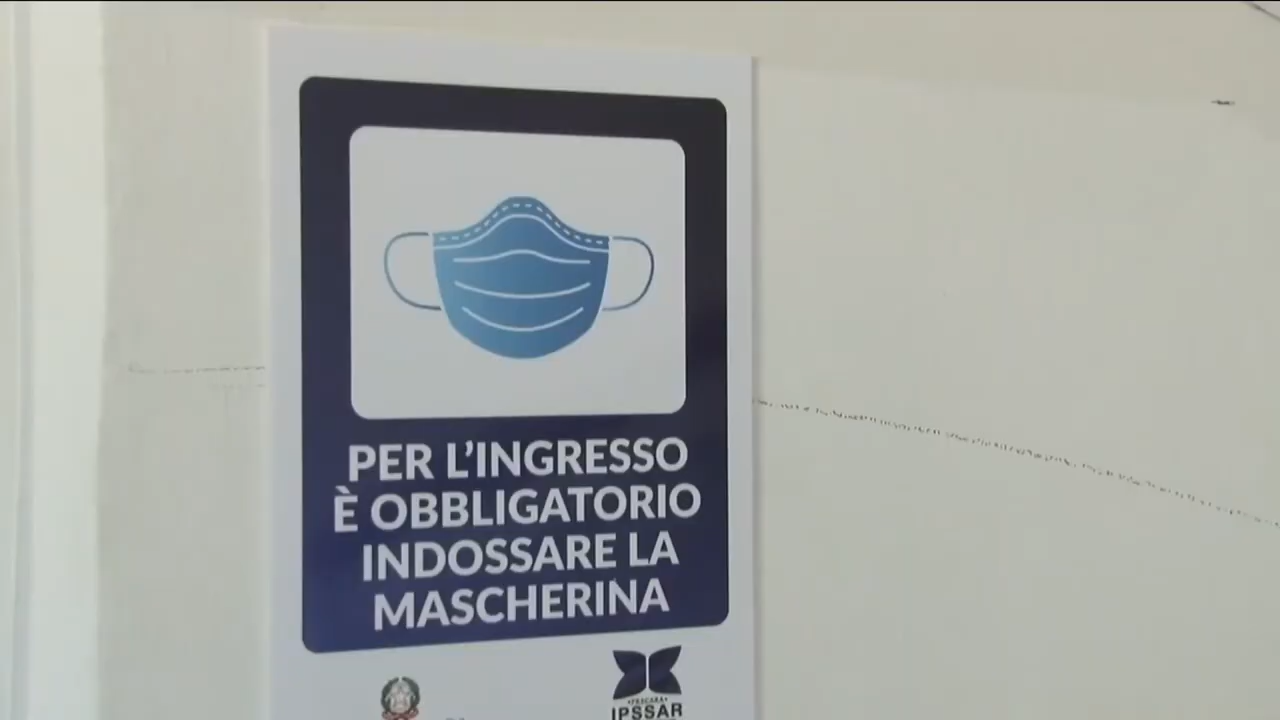 PER L'INGRESSO
È OBBLIGATORIO
INDOSSARE LA
MASCHERINA
PESCARA
IPSSAR